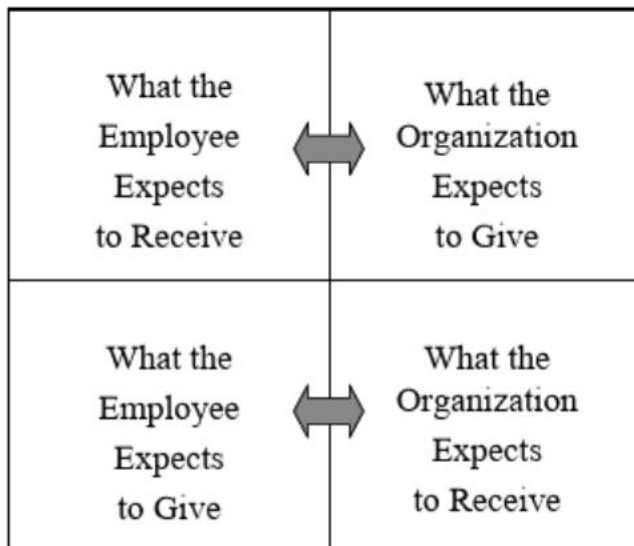 What the
Employee
Expects
to Receive
What the
Organization
Expects
to Give
What the
Employee
Expects
to Give
What the
Organization
Expects
to Receive